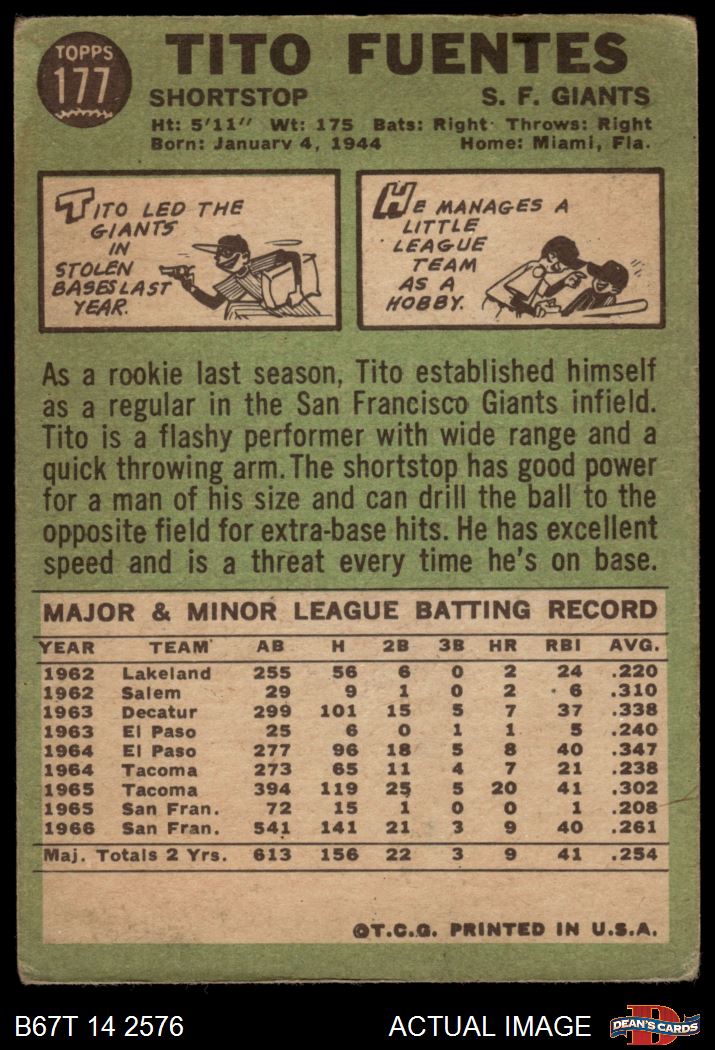 TOPPS
177
TITO FUENTES
SHORTSTOP S. F. GIANTS
Ht: 5'11" Wt: 175 Bats: Right Throws: Right
Born: January 4, 1944 Home: Miami, Fla.
TITO LED THE
GIANTS
IN
STOLEN
BASES LAST
YEAR.
HE MANAGES A
LITTLE
LEAGUE
TEAM
AS A
HOBBY.
As a rookie last season, Tito established himself
as a regular in the San Francisco Giants infield.
Tito is a flashy performer with wide range and a
quick throwing arm. The shortstop has good power
for a man of his size and can drill the ball to the
opposite field for extra-base hits. He has excellent
speed and is a threat every time he's on base.
MAJOR & MINOR LEAGUE BATTING RECORD
YEAR TEAM AB H 2B 3B HR RBI AVG.
1962 Lakeland 255 56 6 0 2 24 .220
1962 Salem 29 9 1 0 2 6 .310
1963 Decatur 299 101 15 5 7 37 .338
1963 El Paso 25 6 0 1 1 5 .240
1964 El Paso 277 96 18 5 8 40 .347
1964 Tacoma 273 65 11 4 7 21 .238
1965 Tacoma 394 119 25 5 20 41 .302
1965 San Fran. 72 15 1 0 0 1 .208
1966 San Fran. 541 141 21 3 9 40 .261
Maj. Totals 2 Yrs. 613 156 22 3 9 41 .254
©T.C.G. PRINTED IN U.S.A.
B67T 14 2576 ACTUAL IMAGE
D
DEAN'S CARDS